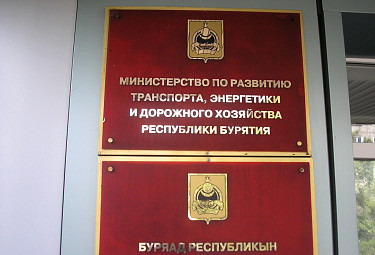 МИНИСТЕРСТВО ПО РАЗВИТИЮ
ТРАНСПОРТА, ЭНЕРГЕТИКИ
И ДОРОЖНОГО ХОЗЯЙСТВА
РЕСПУБЛИКИ БУРЯТИЯ
БУРЯАД РЕСПУБЛИКЫН